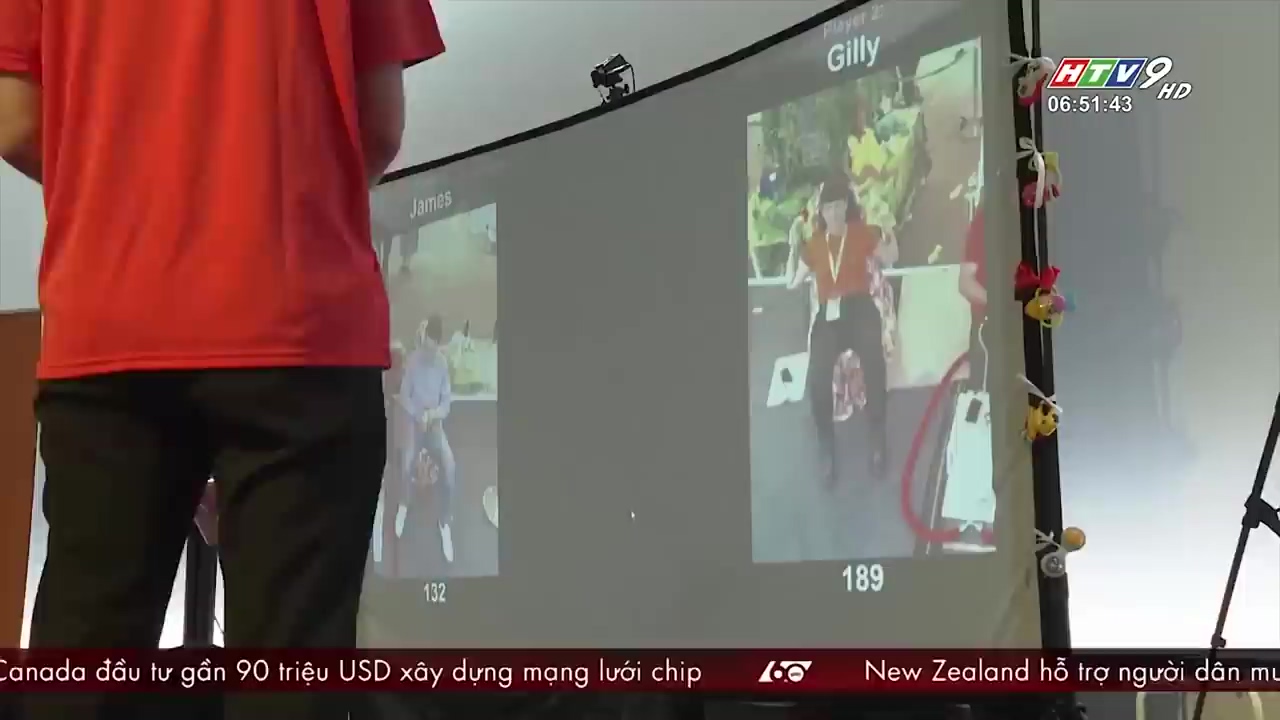 Player 2:
Gilly
HTV9 HD
06:51:43
James
132
189
Canada đầu tư gần 90 triệu USD xây dựng mạng lưới chip
60
New Zealand hỗ trợ người dân